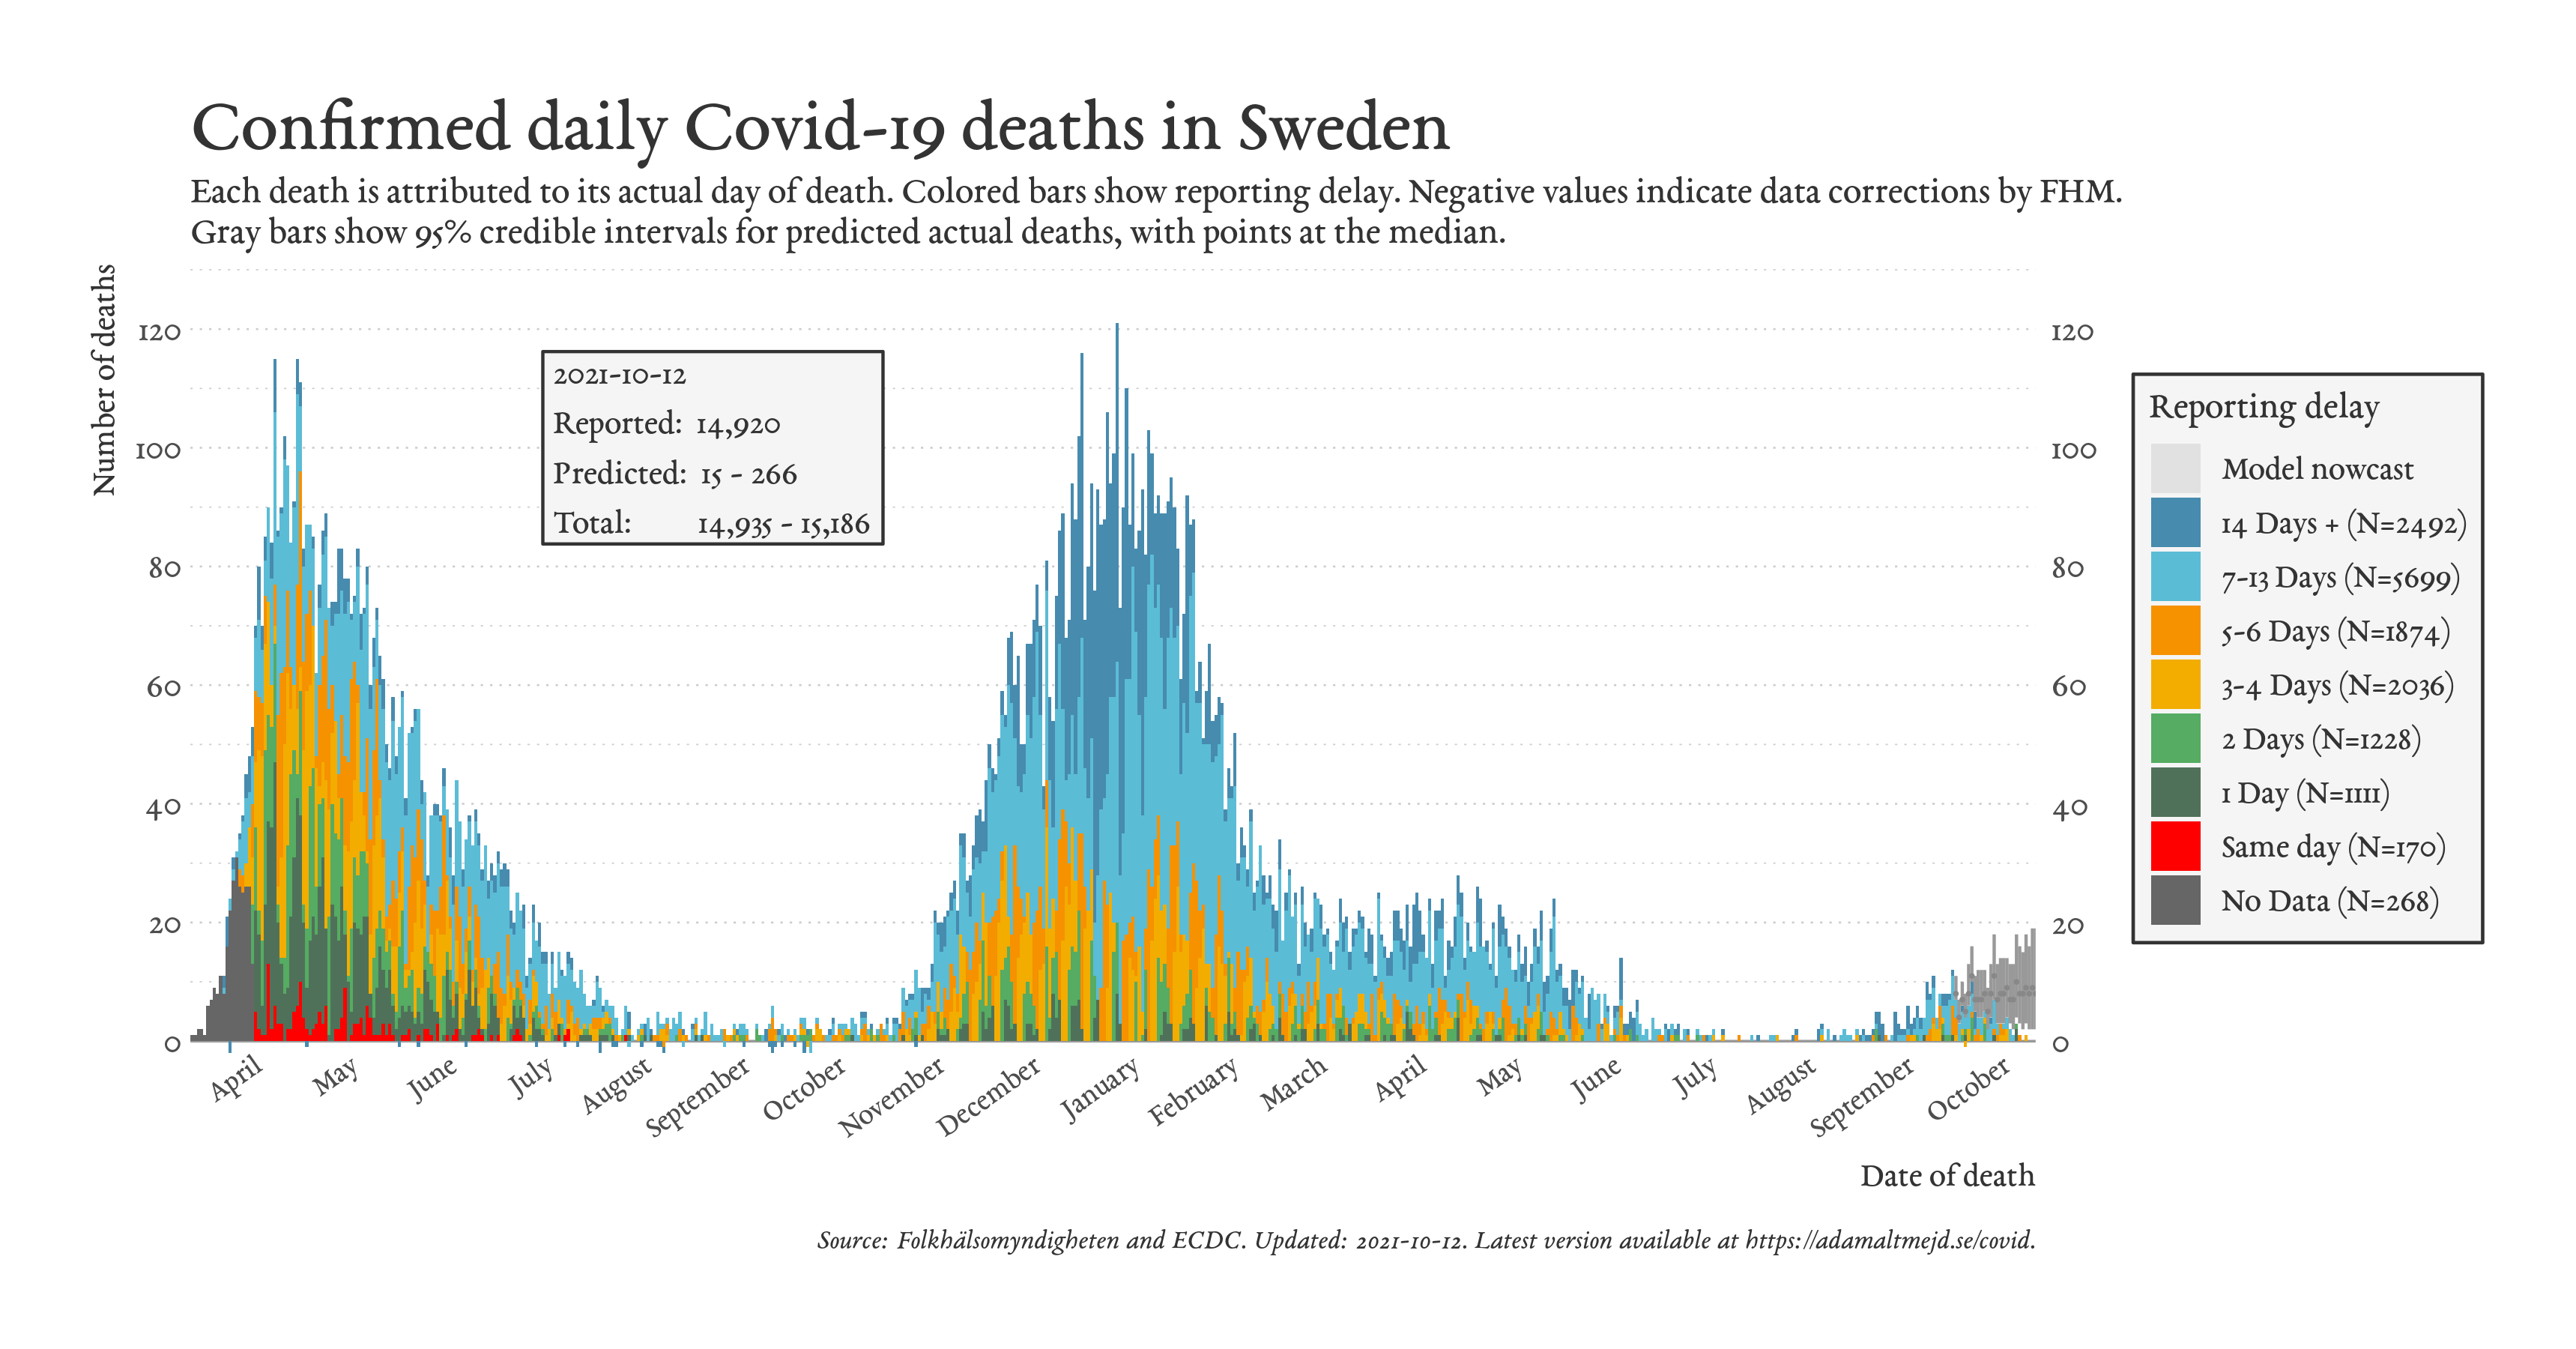 Confirmed daily Covid-19 deaths in Sweden
Each death is attributed to its actual day of death. Colored bars show reporting delay. Negative values indicate data corrections by FHM.
Gray bars show 95% credible intervals for predicted actual deaths, with points at the median.
Number of deaths
120
100
80
60
40
20
0
2021-10-12
Reported: 14,920
Predicted: 15 - 266
Total: 14,935 - 15,186
120
100
80
60
40
20
0
Reporting delay
Model nowcast
14 Days + (N=2492)
7-13 Days (N=5699)
5-6 Days (N=1874)
3-4 Days (N=2036)
2 Days (N=1228)
1 Day (N=1111)
Same day (N=170)
No Data (N=268)
April
May
June
July
August
September
October
November
December
January
February
March
April
May
June
July
August
September
October
Date of death
Source: Folkhälsomyndigheten and ECDC. Updated: 2021-10-12. Latest version available at https://adamaltmejd.se/covid.